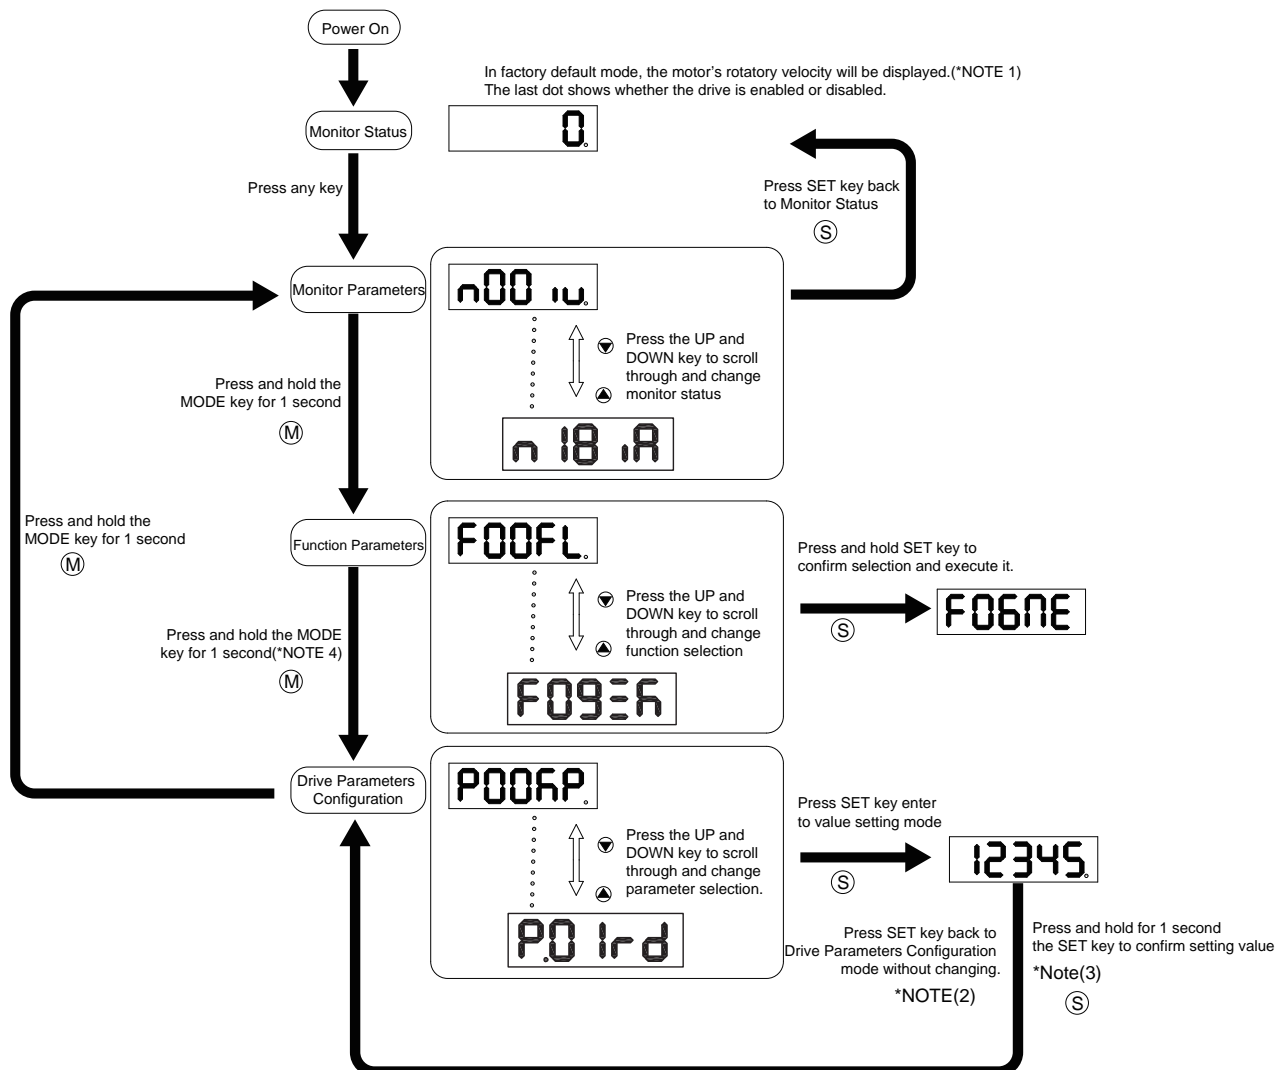 Power On
In factory default mode, the motor's rotatory velocity will be displayed.(*NOTE 1)
The last dot shows whether the drive is enabled or disabled.
Monitor Status
0.
Press any key
Press SET key back
to Monitor Status
S
Monitor Parameters
n00 iu.
Press the UP and
DOWN key to scroll
through and change
monitor status
n 18 iA
Press and hold the
MODE key for 1 second
M
Press and hold the
MODE key for 1 second
M
Function Parameters
F00FL.
Press the UP and
DOWN key to scroll
through and change
function selection
Press and hold SET key to
confirm selection and execute it.
S
Press and hold the MODE
key for 1 second(*NOTE 4)
M
Drive Parameters
Configuration
Press the UP and
DOWN key to scroll
through and change
parameter selection.
P.01rd
Press SET key enter
to value setting mode
S
12345.
Press SET key back to
Drive Parameters Configuration
mode without changing.
*NOTE(2)
Press and hold for 1 second
the SET key to confirm setting value
*Note(3)
S